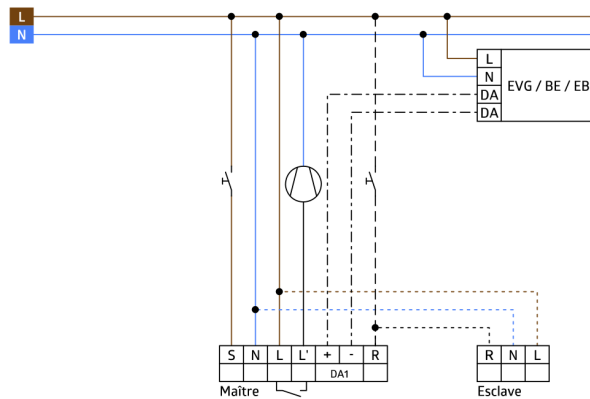 L
N
L
N
DA
DA
EVG / BE / EB
S N L L' + - R
DA1
R N L
Maître
Esclave